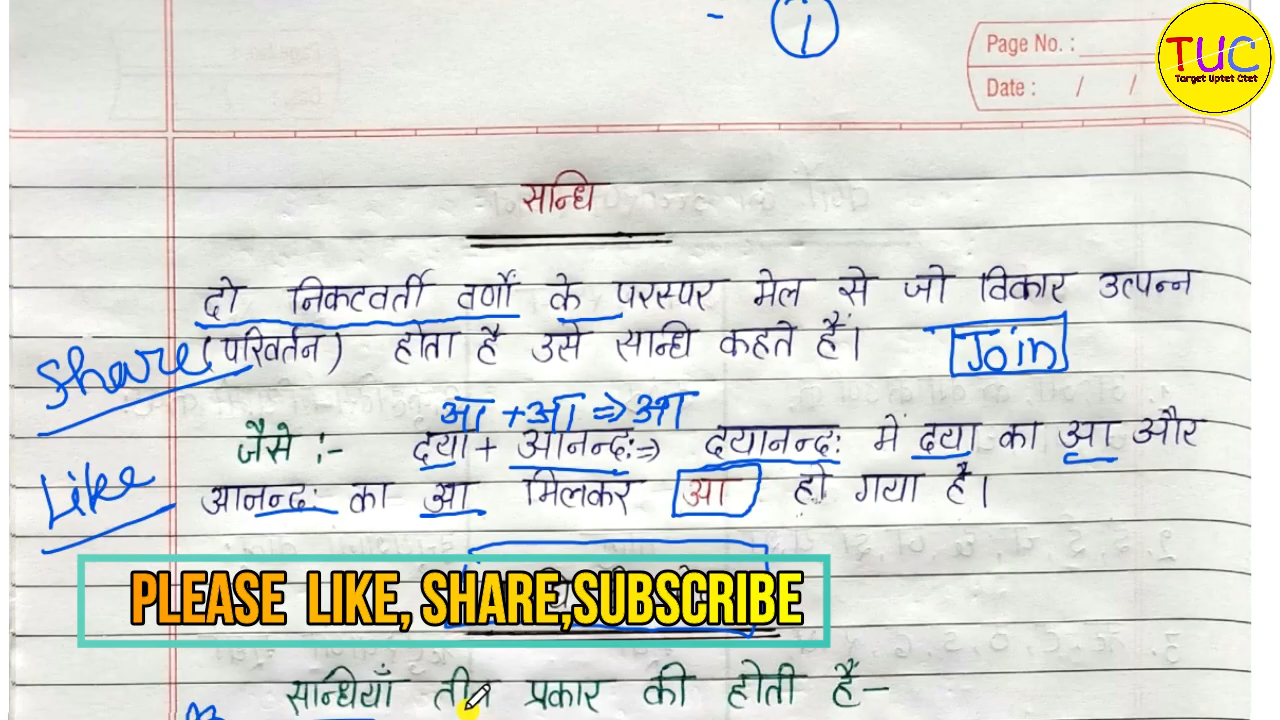 1
Page No. :
Date : / /
TUC
Target Uptet Ctet
सन्धि
दो निकटवर्ती वर्णों के परस्पर मेल से जो विकार उत्पन्न
Share (परिवर्तन) होता है उसे सन्धि कहते हैं। Join
आ + आ => आ
जैसे :- दया + आनन्दः => दयानन्दः में दया का आ और
Like आनन्दः का आ मिलकर आ हो गया है।
PLEASE LIKE, SHARE,SUBSCRIBE
सन्धियाँ तीन प्रकार की होती हैं-